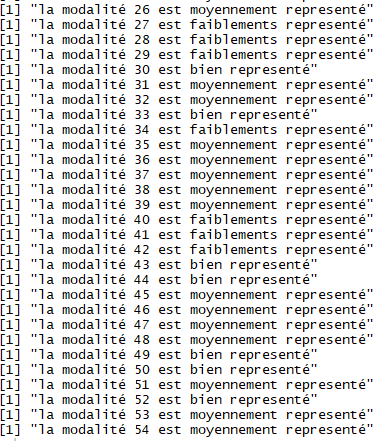 [1] "la modalité 26 est moyennement representé"
[1] "la modalité 27 est faiblements representé"
[1] "la modalité 28 est faiblements representé"
[1] "la modalité 29 est faiblements representé"
[1] "la modalité 30 est bien representé"
[1] "la modalité 31 est moyennement representé"
[1] "la modalité 32 est moyennement representé"
[1] "la modalité 33 est bien representé"
[1] "la modalité 34 est faiblements representé"
[1] "la modalité 35 est moyennement representé"
[1] "la modalité 36 est moyennement representé"
[1] "la modalité 37 est moyennement representé"
[1] "la modalité 38 est moyennement representé"
[1] "la modalité 39 est moyennement representé"
[1] "la modalité 40 est faiblements representé"
[1] "la modalité 41 est faiblements representé"
[1] "la modalité 42 est faiblements representé"
[1] "la modalité 43 est bien representé"
[1] "la modalité 44 est bien representé"
[1] "la modalité 45 est moyennement representé"
[1] "la modalité 46 est moyennement representé"
[1] "la modalité 47 est moyennement representé"
[1] "la modalité 48 est moyennement representé"
[1] "la modalité 49 est bien representé"
[1] "la modalité 50 est bien representé"
[1] "la modalité 51 est moyennement representé"
[1] "la modalité 52 est bien representé"
[1] "la modalité 53 est moyennement representé"
[1] "la modalité 54 est moyennement representé"